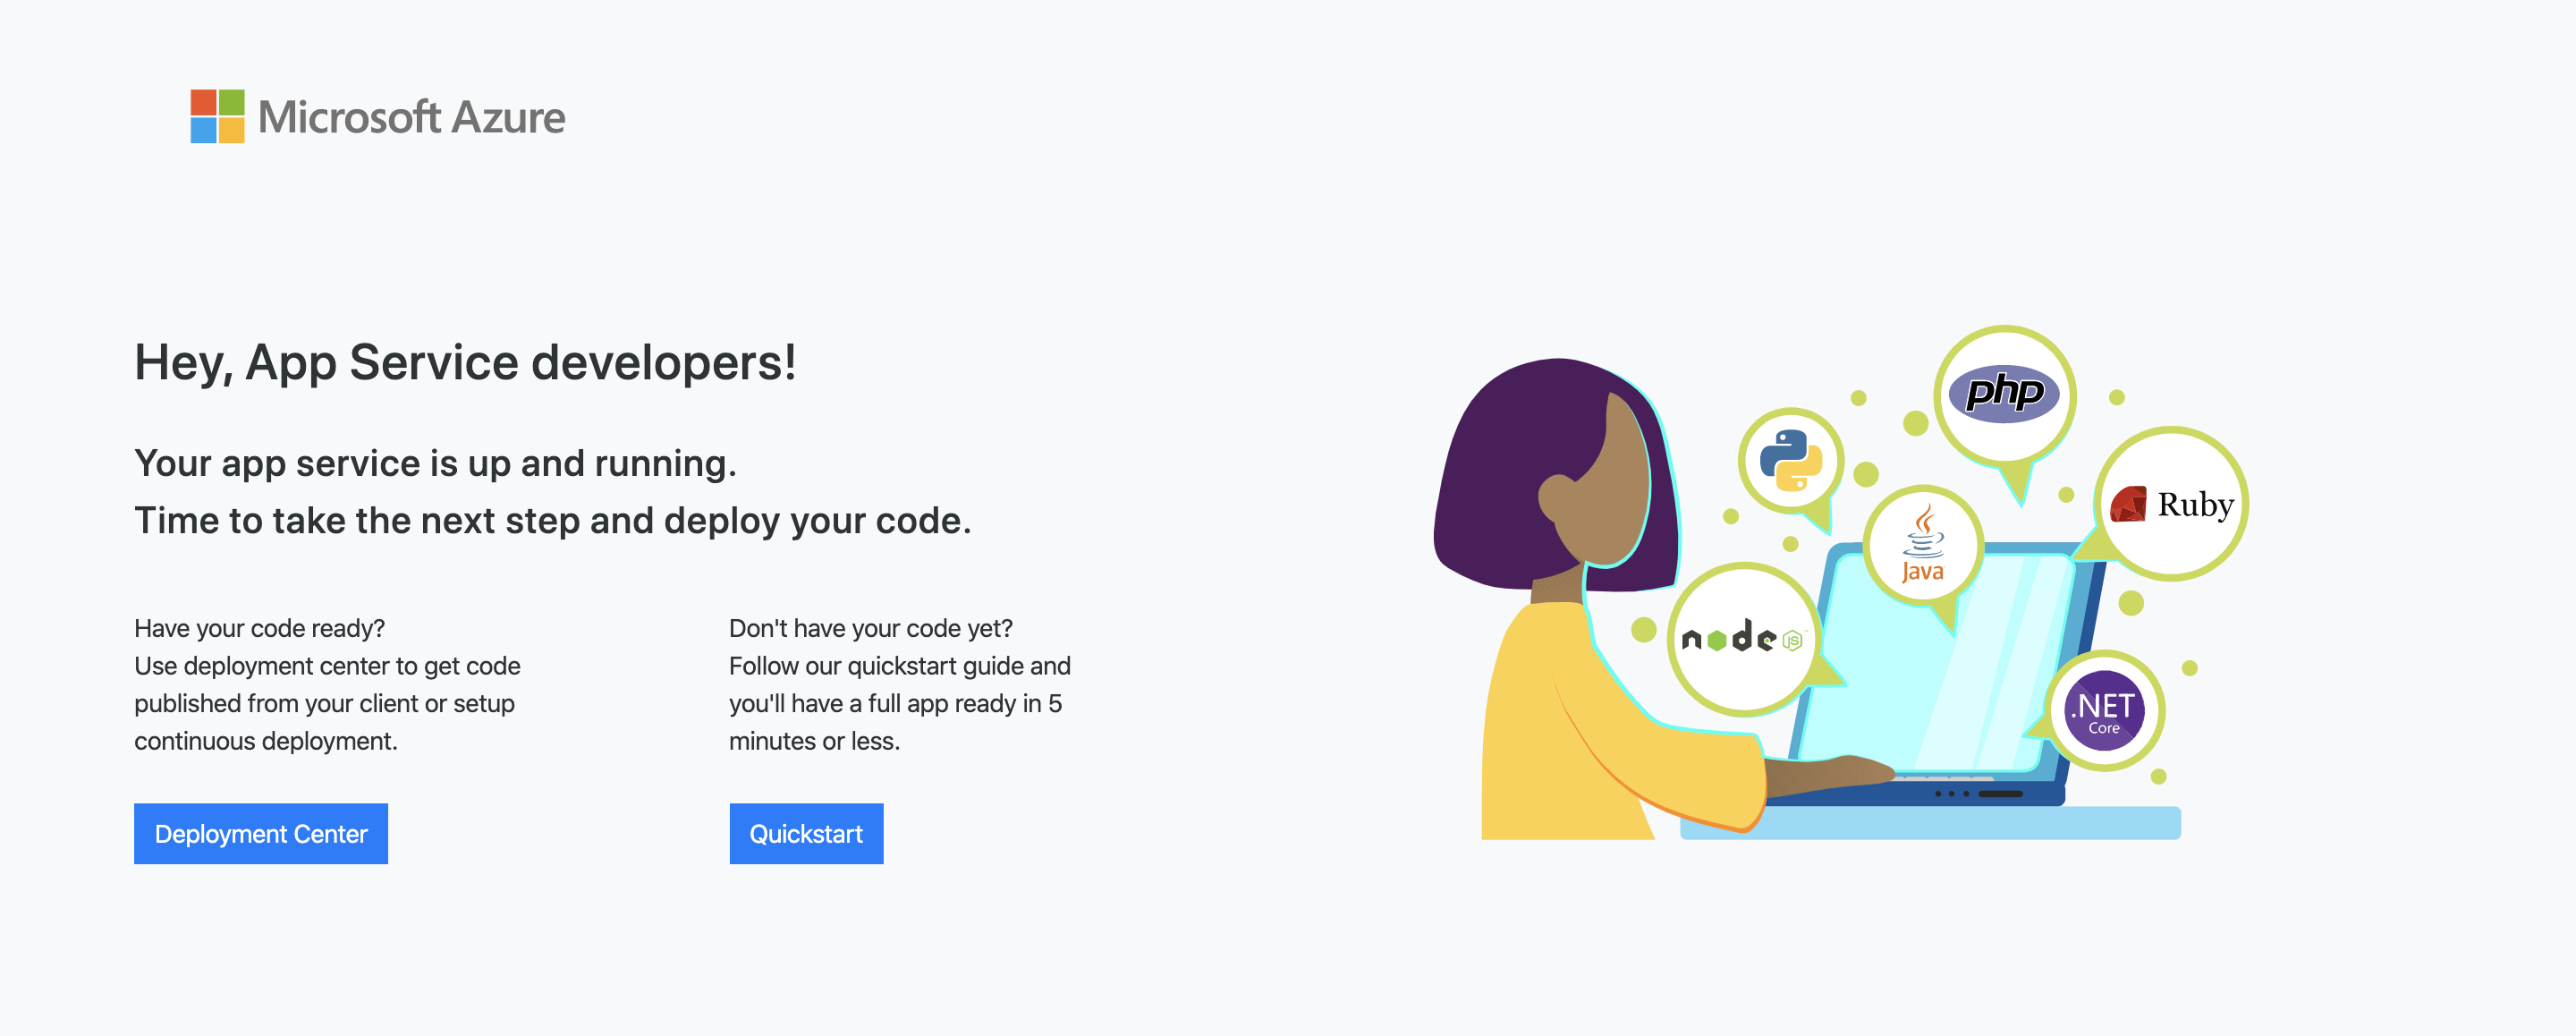 Microsoft Azure
Hey, App Service developers!
Your app service is up and running.
Time to take the next step and deploy your code.
Have your code ready?
Use deployment center to get code
published from your client or setup
continuous deployment.
Deployment Center
Don't have your code yet?
Follow our quickstart guide and
you'll have a full app ready in 5
minutes or less.
Quickstart
php
Ruby
Java
node JS
.NET
Core